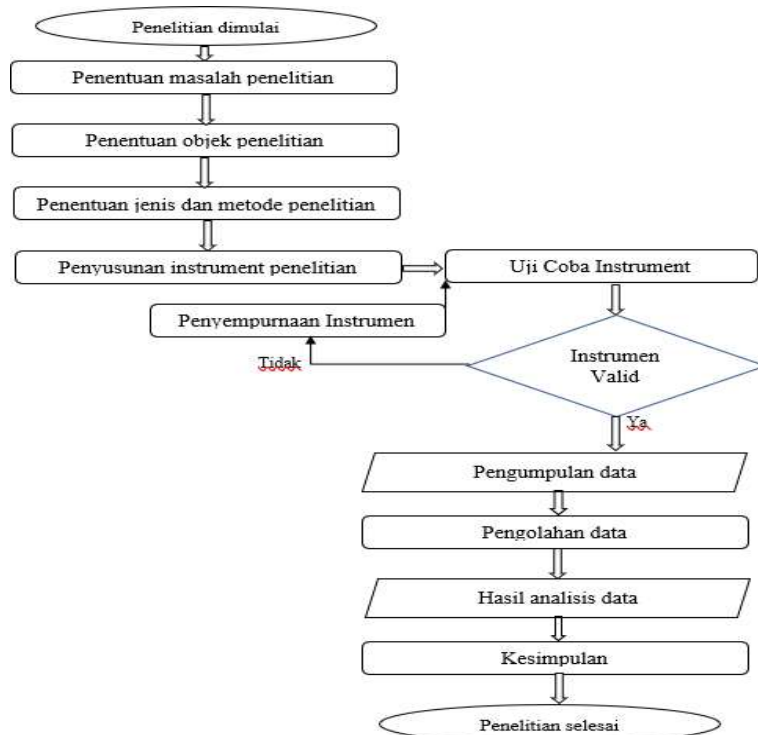 Penelitian dimulai
Penentuan masalah penelitian
Penentuan objek penelitian
Penentuan jenis dan metode penelitian
Penyusunan instrument penelitian
Uji Coba Instrument
Penyempurnaan Instrumen
Tidak
Instrumen
Valid
Ya
Pengumpulan data
Pengolahan data
Hasil analisis data
Kesimpulan
Penelitian selesai